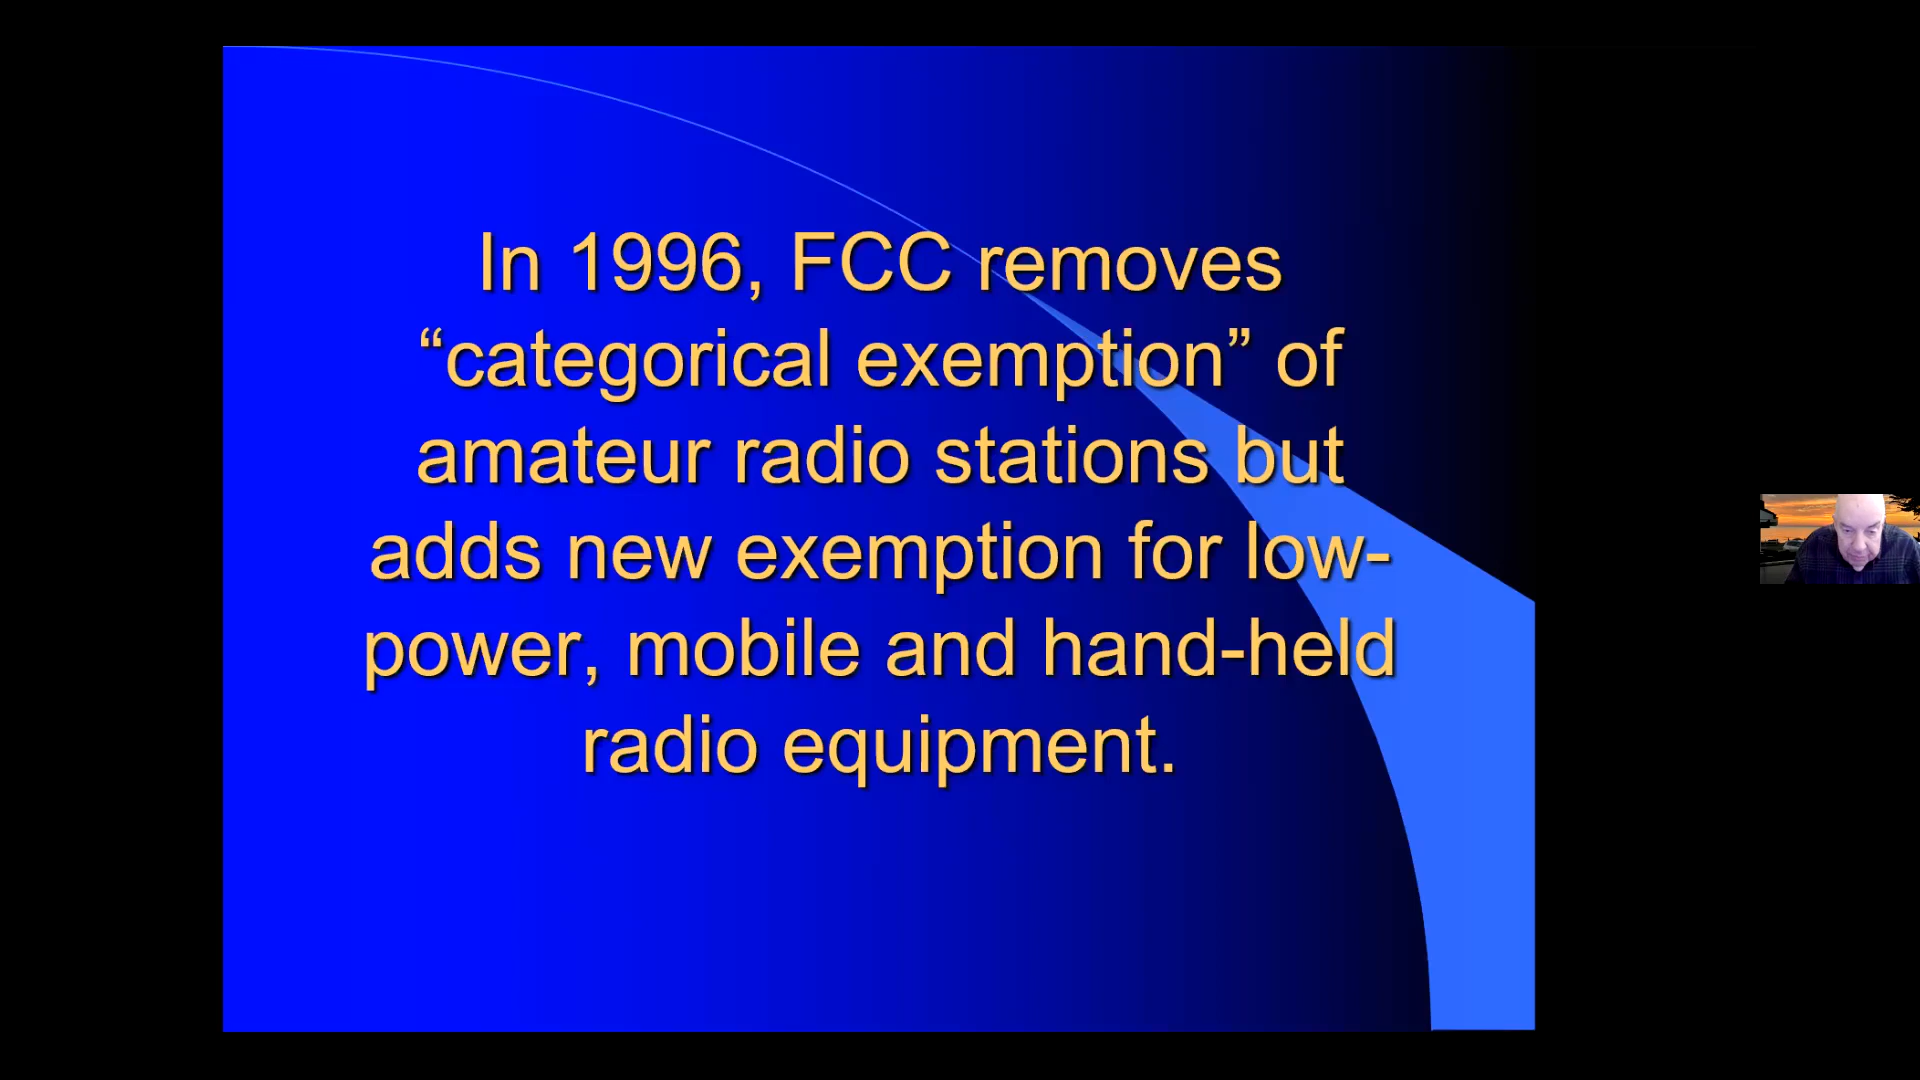 In 1996, FCC removes
“categorical exemption” of
amateur radio stations but
adds new exemption for low-
power, mobile and hand-held
radio equipment.